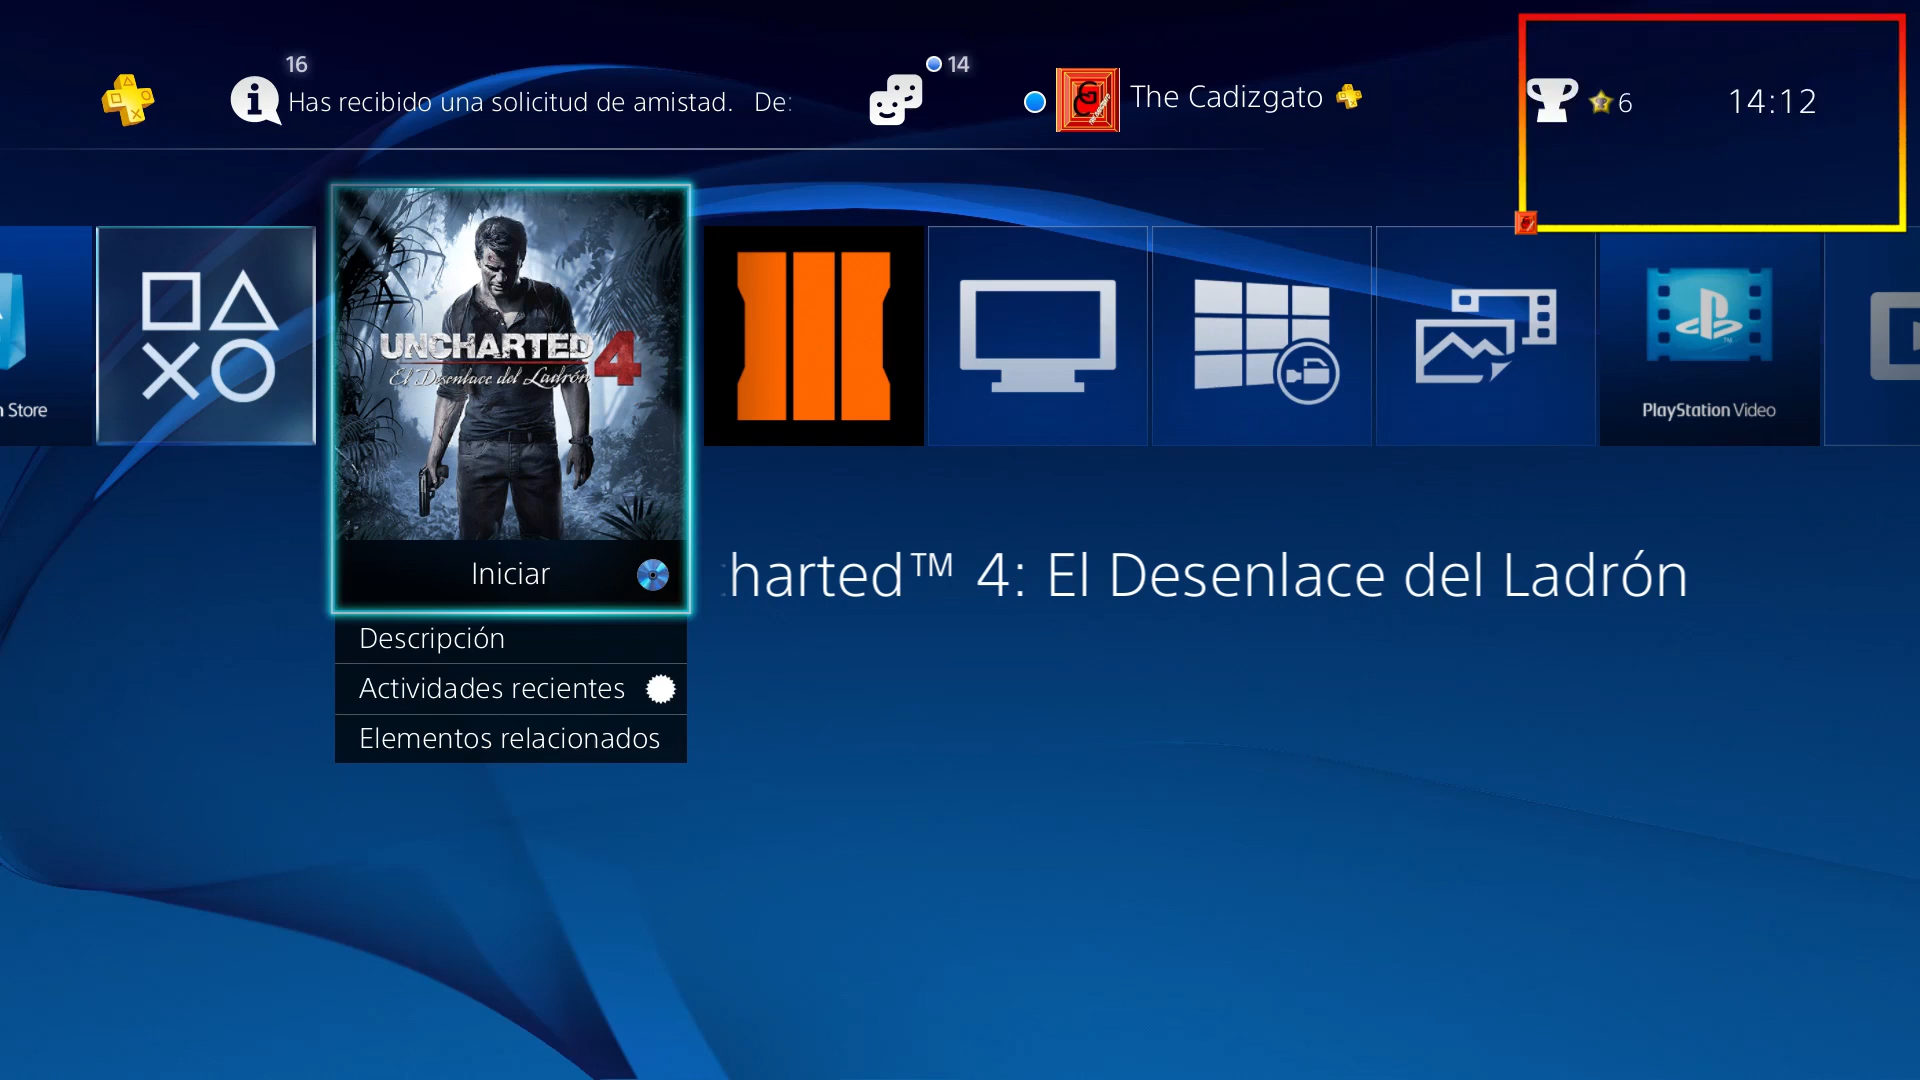 16
Has recibido una solicitud de amistad. De:
14
The Cadizgato
6
14:12
UNCHARTED 4
El Desenlace del Ladrón
Store
PlayStation Video
Iniciar
harted™ 4: El Desenlace del Ladrón
Descripción
Actividades recientes
Elementos relacionados